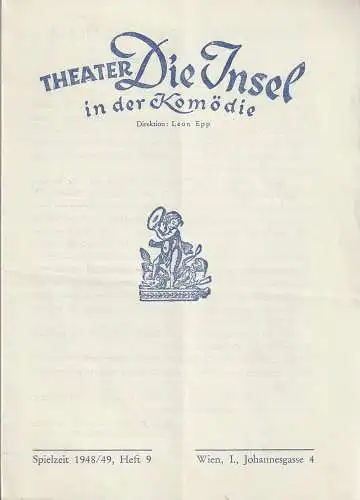 THEATER Die Insel
in der Komödie
Direktion: Leon Epp
Spielzeit 1948/49, Heft 9
Wien, I., Johannesgasse 4